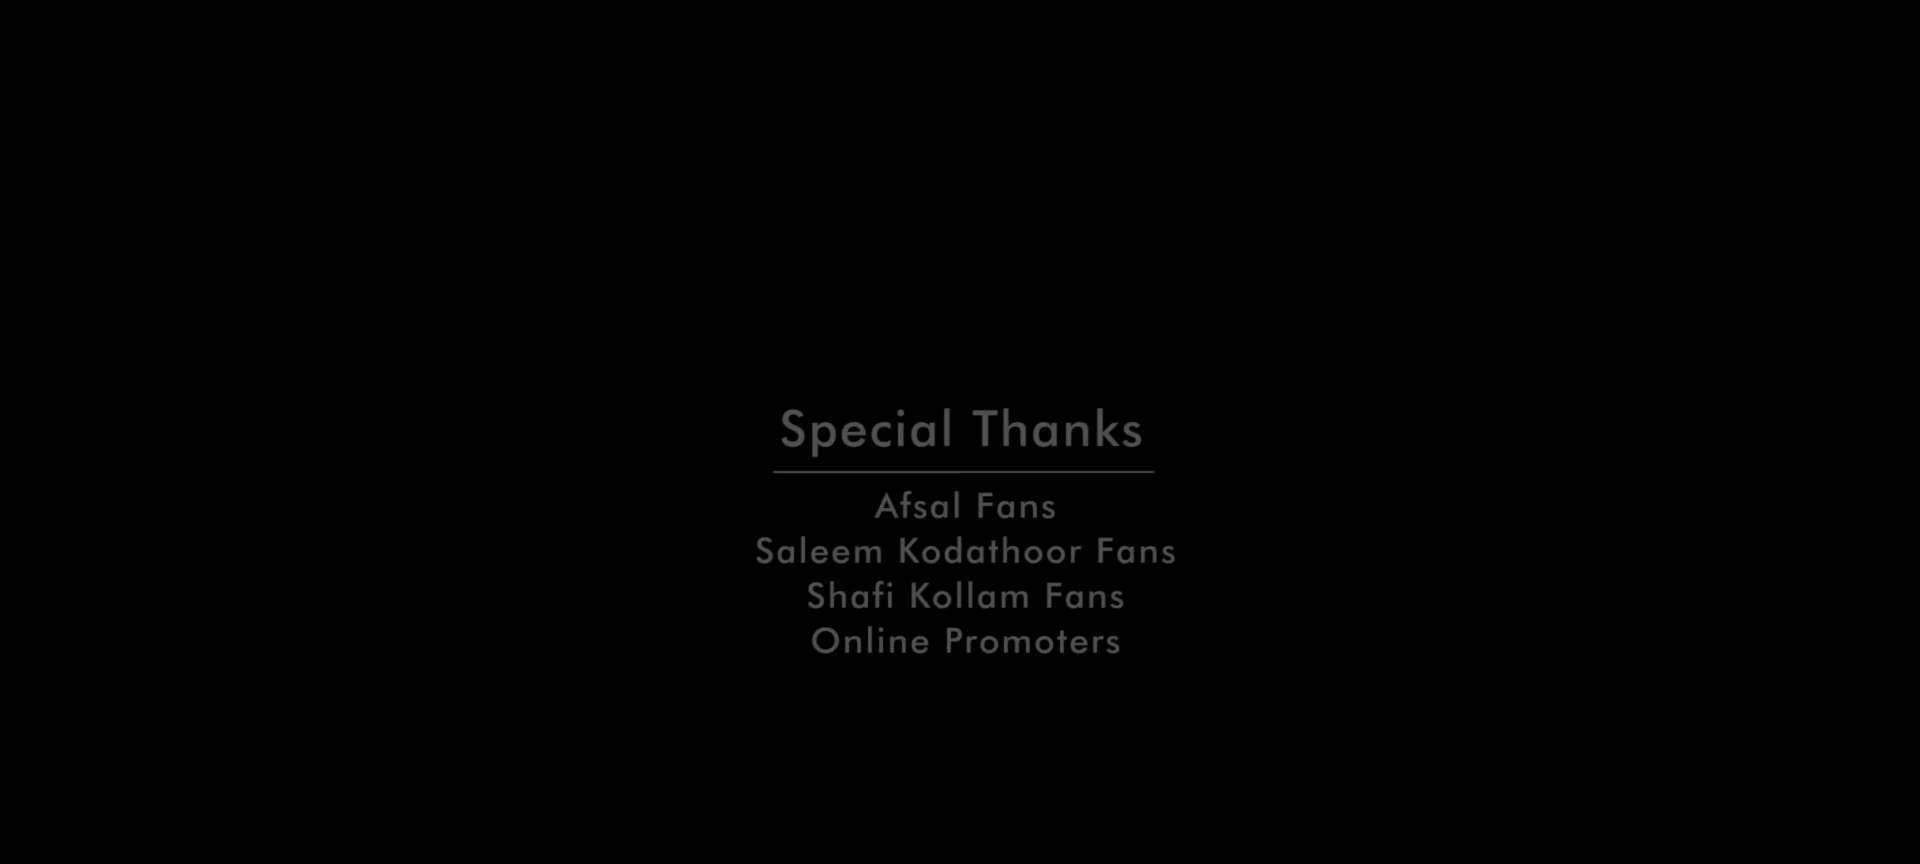 Special Thanks
Afsal Fans
Saleem Kodathoor Fans
Shafi Kollam Fans
Online Promoters